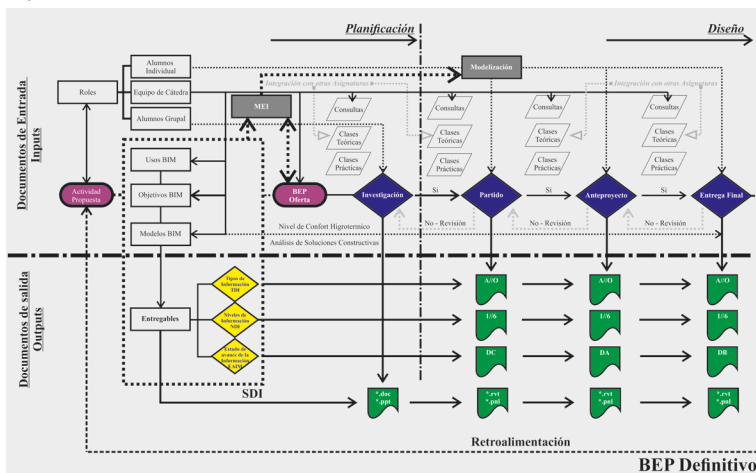 Planificación
Diseño
Documentos de Entrada
Inputs
Alumnos
Individual
Roles
Equipo de Cátedra
Alumnos Grupal
MEI
Modelización
Integración con otras Asignaturas
Integración con otras Asignaturas
Consultas
Consultas
Consultas
Consultas
Clases
Teóricas
Clases
Teóricas
Clases
Teóricas
Clases
Teóricas
Clases
Prácticas
Clases
Prácticas
Clases
Prácticas
Clases
Prácticas
Usos BIM
Objetivos BIM
Modelos BIM
Actividad
Propuesta
BEP
Oferta
Investigación
Si
Partido
Si
Anteproyecto
Si
Entrega Final
No - Revisión
No - Revisión
No - Revisión
Nivel de Confort Higrotermico
Análisis de Soluciones Constructivas
Documentos de salida
Outputs
Entregables
Tipos de
Información
TDI
Niveles de
Información
NDI
Estado de
avance de la
Información
EAIM
SDI
A//O
A//O
A//O
1//6
1//6
1//6
DC
DA
DB
*.doc
*.ppt
*.rvt
*.pnl
*.rvt
*.pnl
*.rvt
*.pnl
Retroalimentación
BEP Definitivo